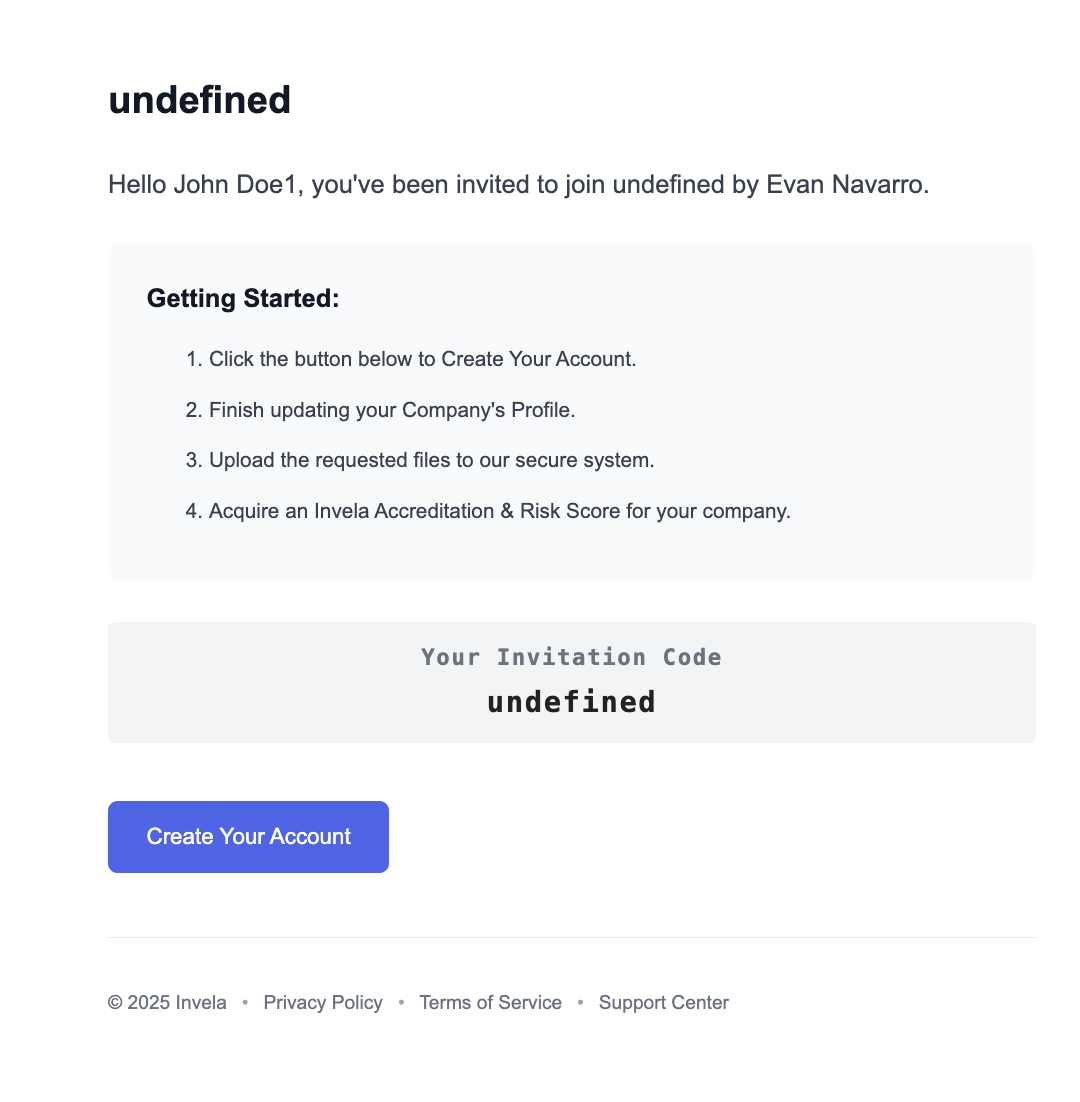 undefined
Hello John Doe1, you've been invited to join undefined by Evan Navarro.
Getting Started:
1. Click the button below to Create Your Account.
2. Finish updating your Company's Profile.
3. Upload the requested files to our secure system.
4. Acquire an Invela Accreditation & Risk Score for your company.
Your Invitation Code
undefined
Create Your Account
© 2025 Invela • Privacy Policy • Terms of Service • Support Center